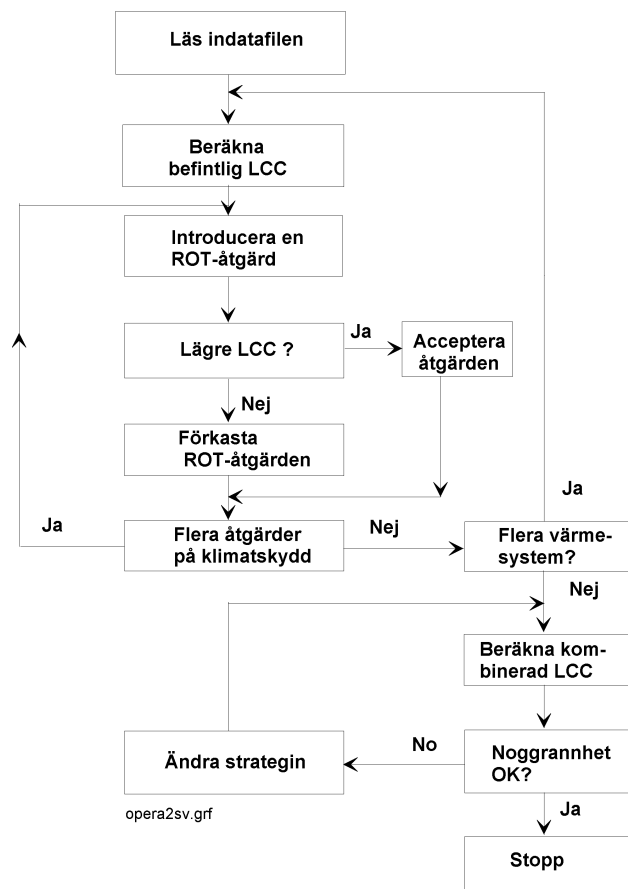 Läs indatafilen
Beräkna
befintlig LCC
Introducera en
ROT-åtgärd
Lägre LCC ?
Ja
Acceptera
åtgärden
Nej
Förkasta
ROT-åtgärden
Ja
Flera åtgärder
på klimatskydd
Nej
Flera värme-
system?
Ja
Nej
Beräkna kom-
binerad LCC
Ändra strategin
No
Noggrannhet
OK?
opera2sv.grf
Ja
Stopp